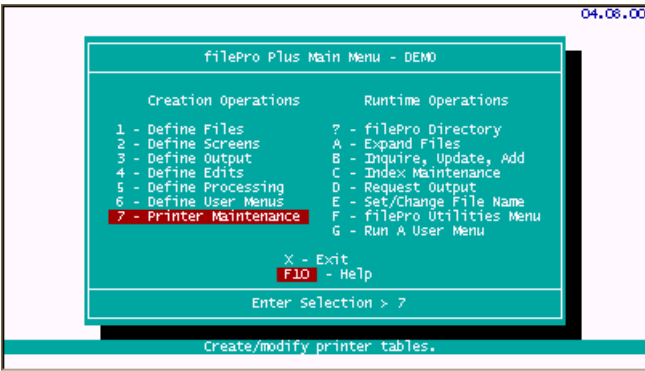 04.08.00
filePro Plus Main Menu - DEMO
Creation Operations    Runtime Operations
1 - Define Files    ? - filePro Directory
2 - Define Screens    A - Expand Files
3 - Define Output    B - Inquire, Update, Add
4 - Define Edits    C - Index Maintenance
5 - Define Processing    D - Request Output
6 - Define User Menus    E - Set/Change File Name
7 - Printer Maintenance    F - filePro Utilities Menu
G - Run A User Menu
X - Exit
F10 - Help
Enter Selection > 7
Create/modify printer tables.